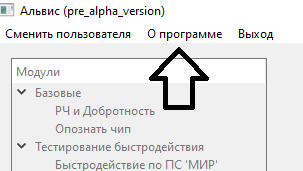 Альвис (pre_alpha_version)
Сменить пользователя О программе Выход
Модули
Базовые
РЧ и Добротность
Опознать чип
Тестирование быстродействия
Быстродействие по ПС 'МИР'